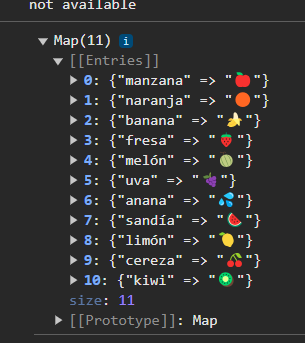 not available
▼ Map(11) i
▼ [[Entries]]
▶ 0: {"manzana" => "🍎"}
▶ 1: {"naranja" => "🟠"}
▶ 2: {"banana" => "🍌"}
▶ 3: {"fresa" => "🍓"}
▶ 4: {"melón" => "🍈"}
▶ 5: {"uva" => "🍇"}
▶ 6: {"anana" => "💦"}
▶ 7: {"sandía" => "🍉"}
▶ 8: {"limón" => "🍋"}
▶ 9: {"cereza" => "🍒"}
▶ 10: {"kiwi" => "🥝"}
size: 11
▶ [[Prototype]]: Map